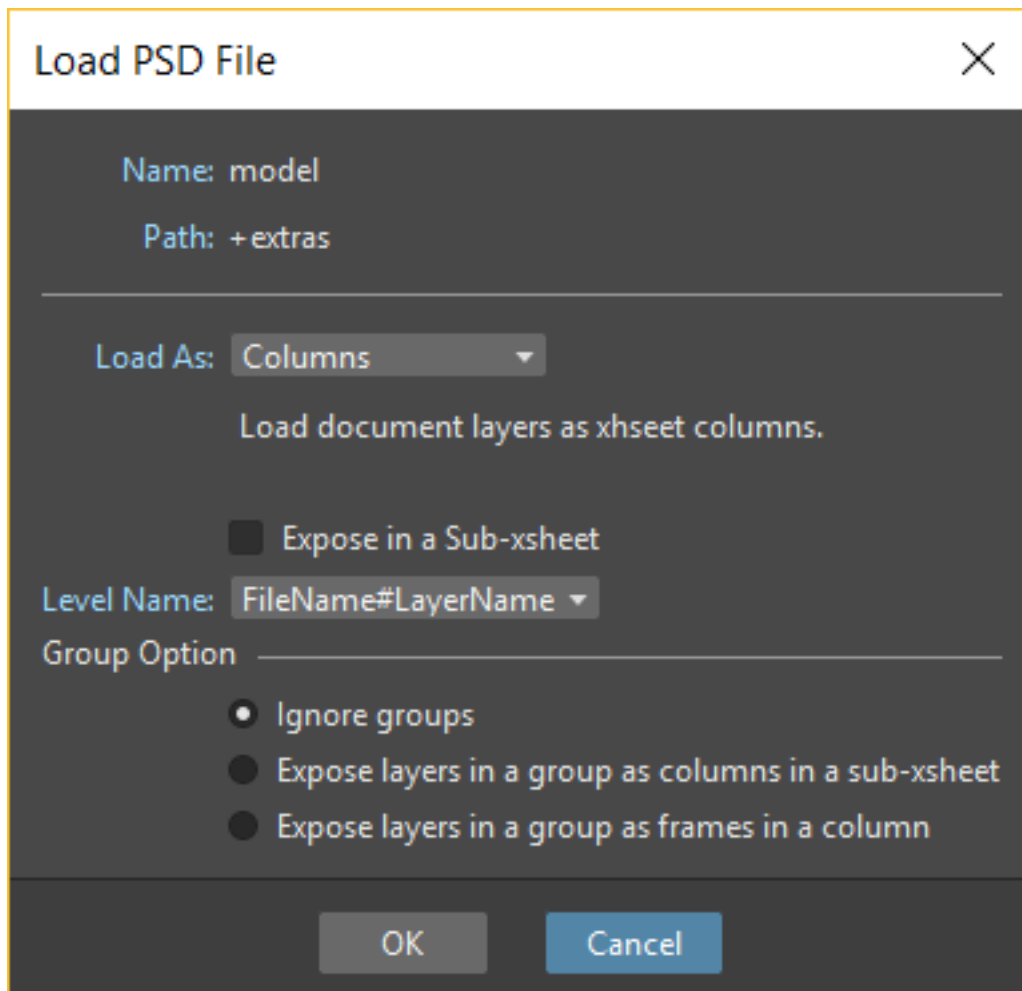 Load PSD File
Name: model
Path: +extras
Load As: Columns
Load document layers as xhseet columns.
Expose in a Sub-xsheet
Level Name: FileName#LayerName
Group Option
Ignore groups
Expose layers in a group as columns in a sub-xsheet
Expose layers in a group as frames in a column
OK Cancel